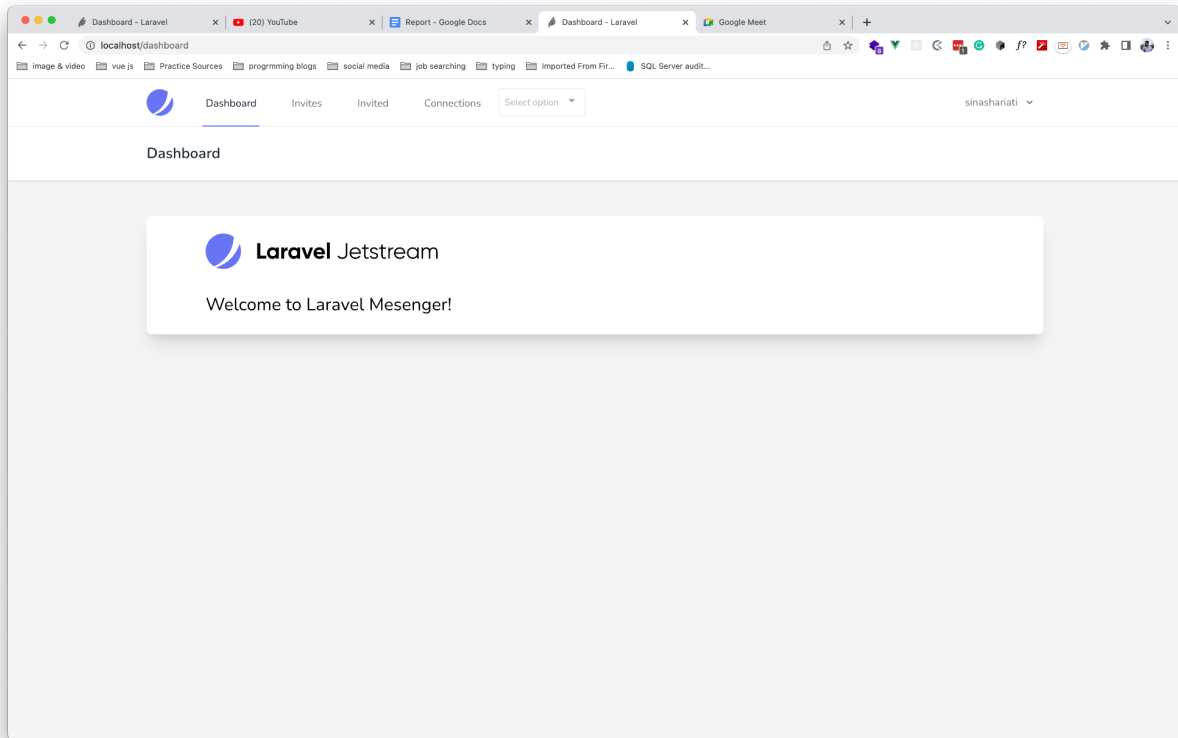 Dashboard - Laravel (20) YouTube Report - Google Docs Dashboard - Laravel Google Meet
localhost/dashboard
image & video vue js Practice Sources progrmming blogs social media job searching typing Imported From Fir... SQL Server audit...
Dashboard Invites Invited Connections Select option sinashariati
Dashboard
Laravel Jetstream
Welcome to Laravel Mesenger!